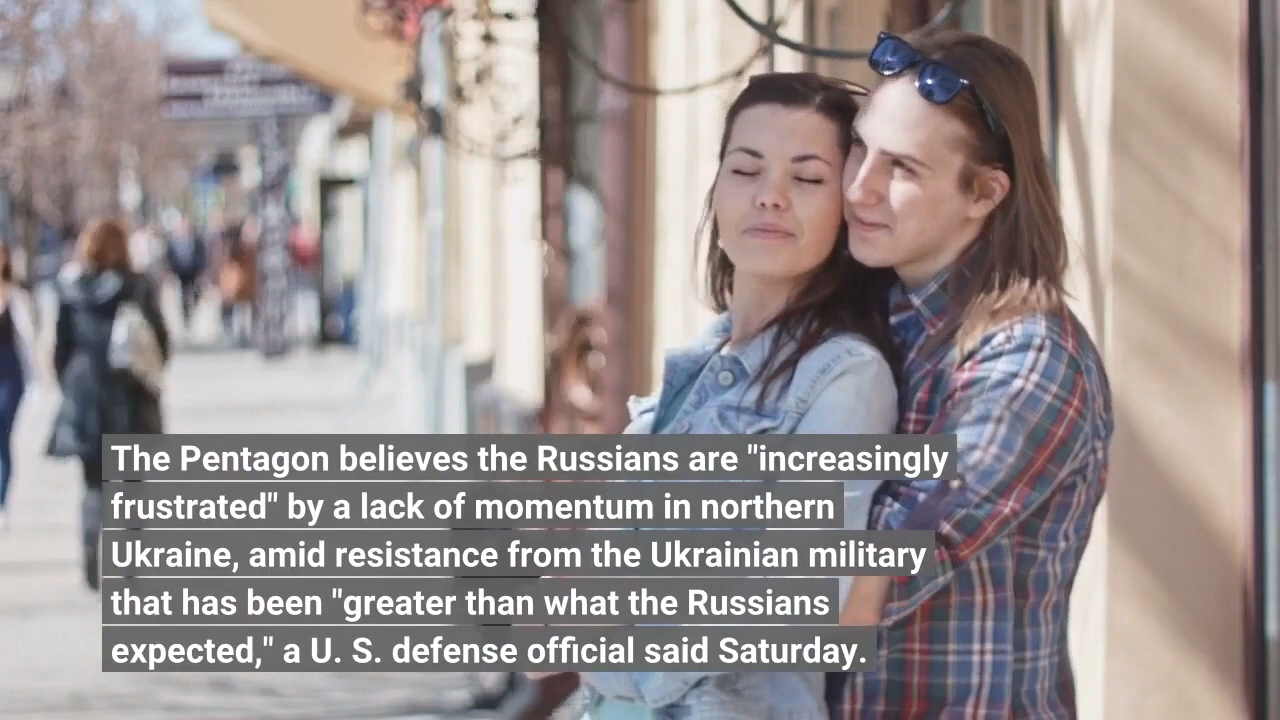 The Pentagon believes the Russians are "increasingly
frustrated" by a lack of momentum in northern
Ukraine, amid resistance from the Ukrainian military
that has been "greater than what the Russians
expected," a U. S. defense official said Saturday.